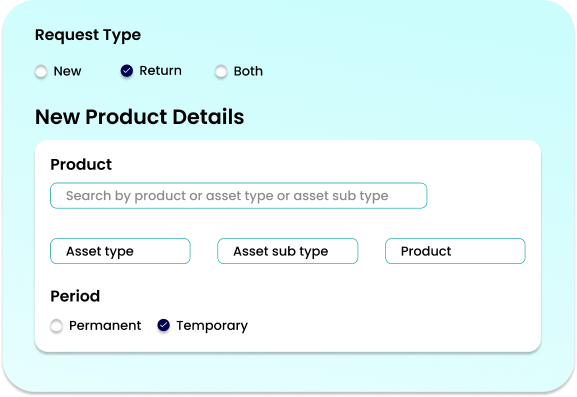 Request Type
New Return Both
New Product Details
Product
Search by product or asset type or asset sub type
Asset type Asset sub type Product
Period
Permanent Temporary